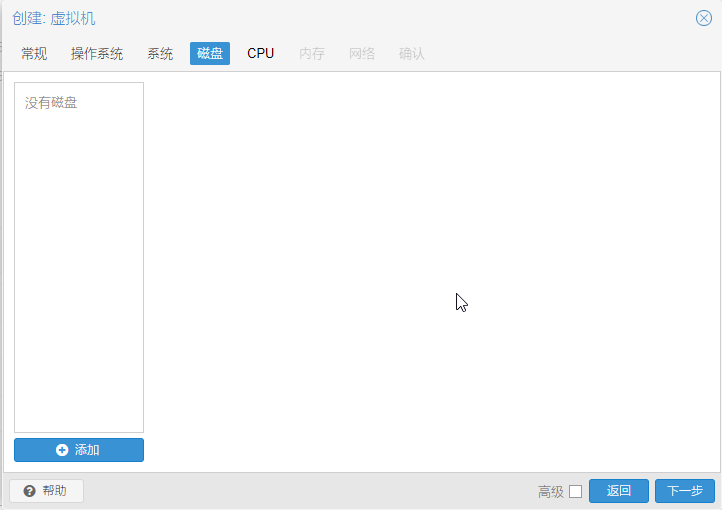 创建: 虚拟机
常规 操作系统 系统 磁盘 CPU 内存 网络 确认
没有磁盘
添加
帮助 高级 返回 下一步